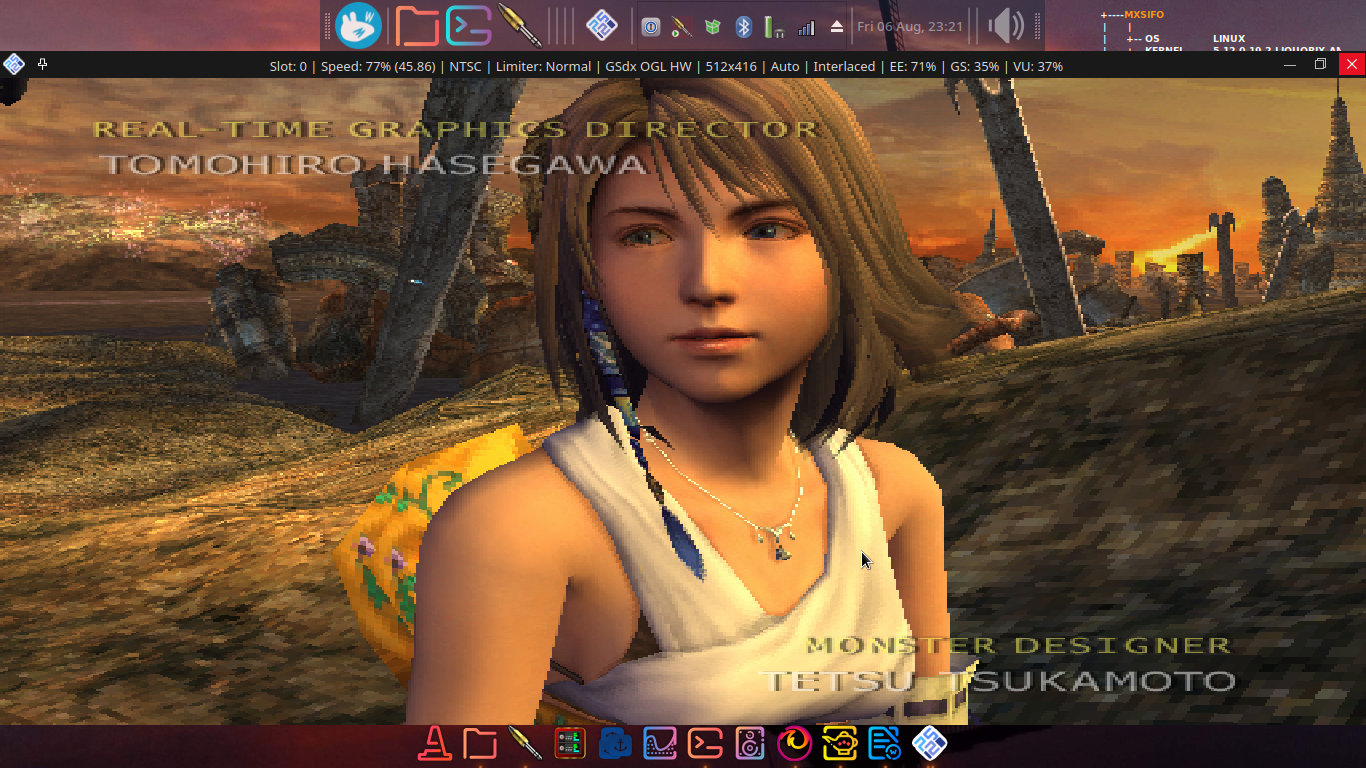 Fri 06 Aug, 23:21
+----MXSIFO
+-- OS LINUX
Slot: 0 | Speed: 77% (45.86) | NTSC | Limiter: Normal | GSdx OGL HW | 512x416 | Auto | Interlaced | EE: 71% | GS: 35% | VU: 37%
REAL-TIME GRAPHICS DIRECTOR
TOMOHIRO HASEGAWA
MONSTER DESIGNER
TETSU TSUKAMOTO